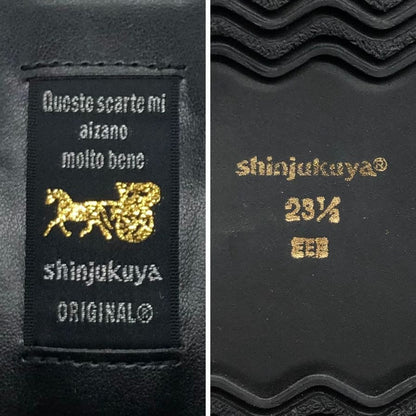 Queste scarte mi
aizano
molto bene
shinjukuya
ORIGINAL®
shinjukuya®
23½
EEE